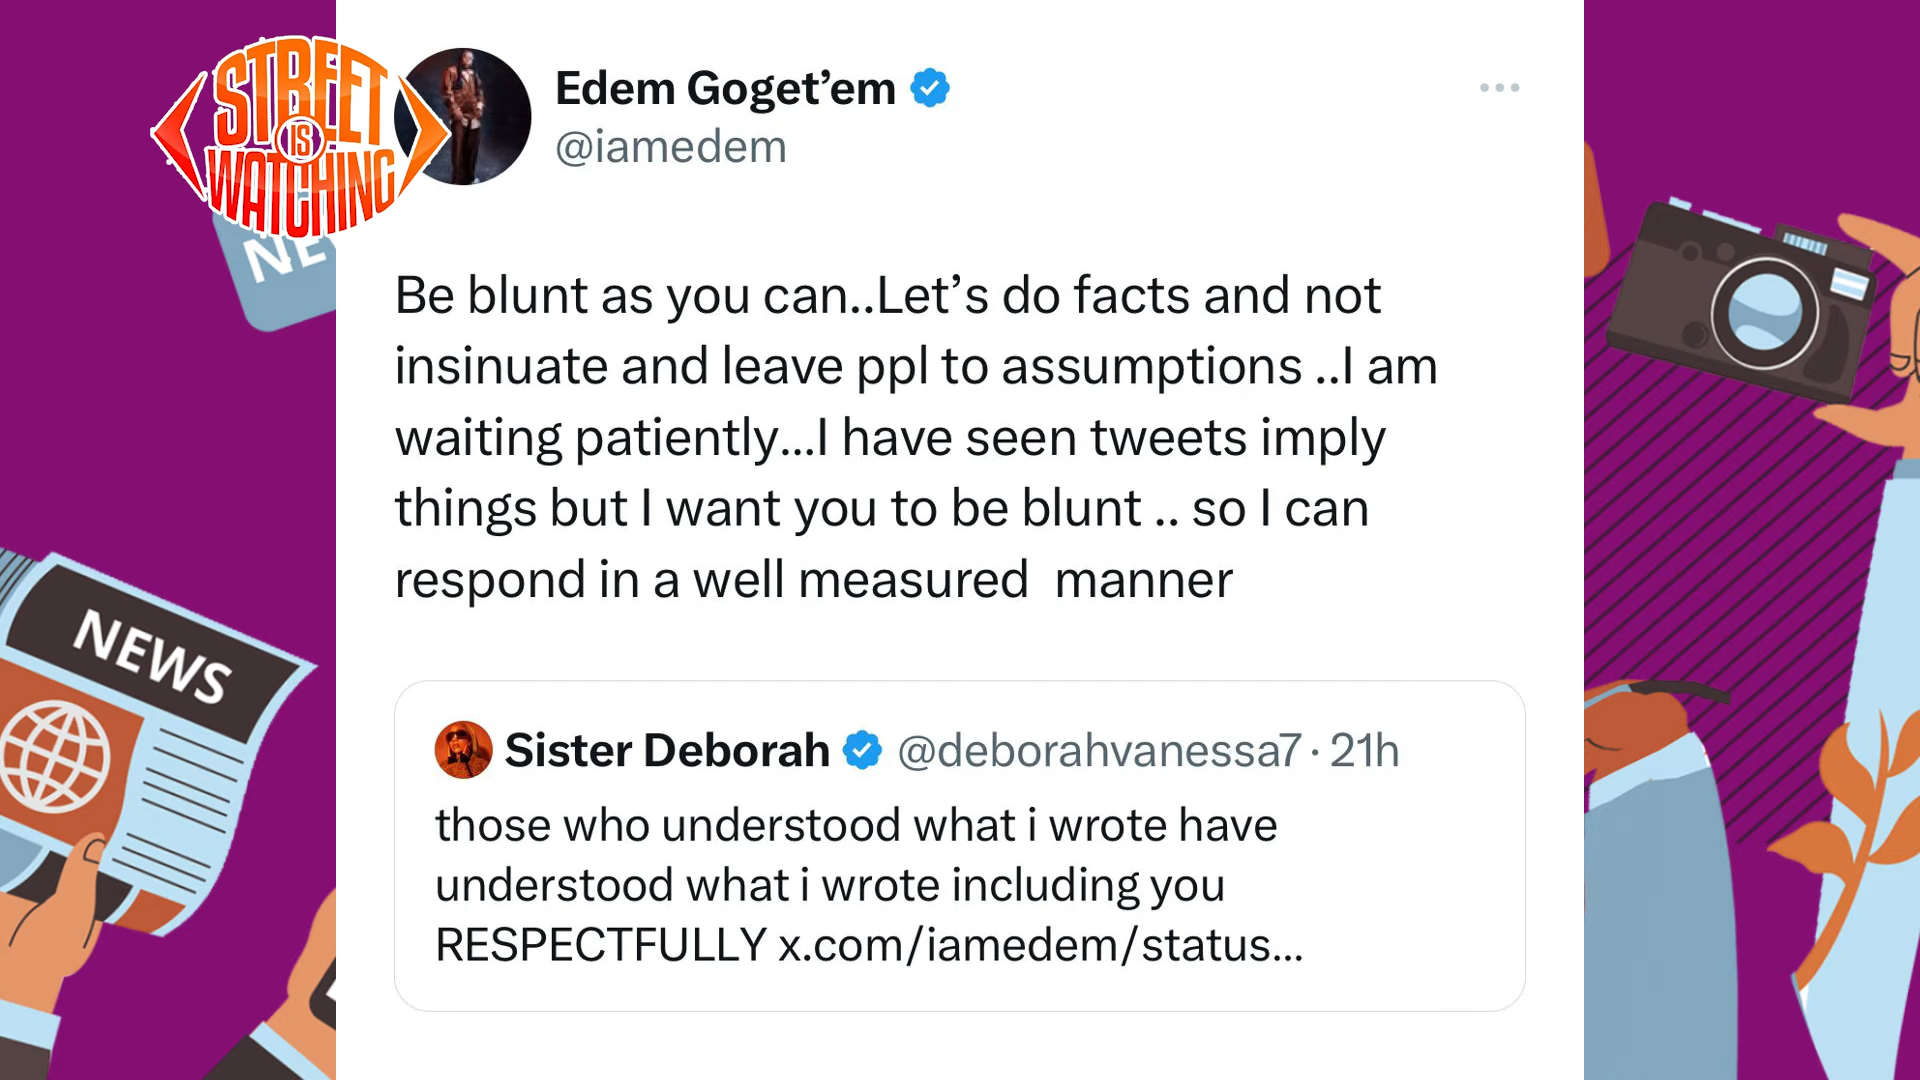 STREET
IS
WATCHING
Edem Goget’em
@iamedem
NE
Be blunt as you can..Let’s do facts and not
insinuate and leave ppl to assumptions ..I am
waiting patiently...I have seen tweets imply
things but I want you to be blunt .. so I can
respond in a well measured  manner
NEWS
Sister Deborah @deborahvanessa7 · 21h
those who understood what i wrote have
understood what i wrote including you
RESPECTFULLY x.com/iamedem/status...